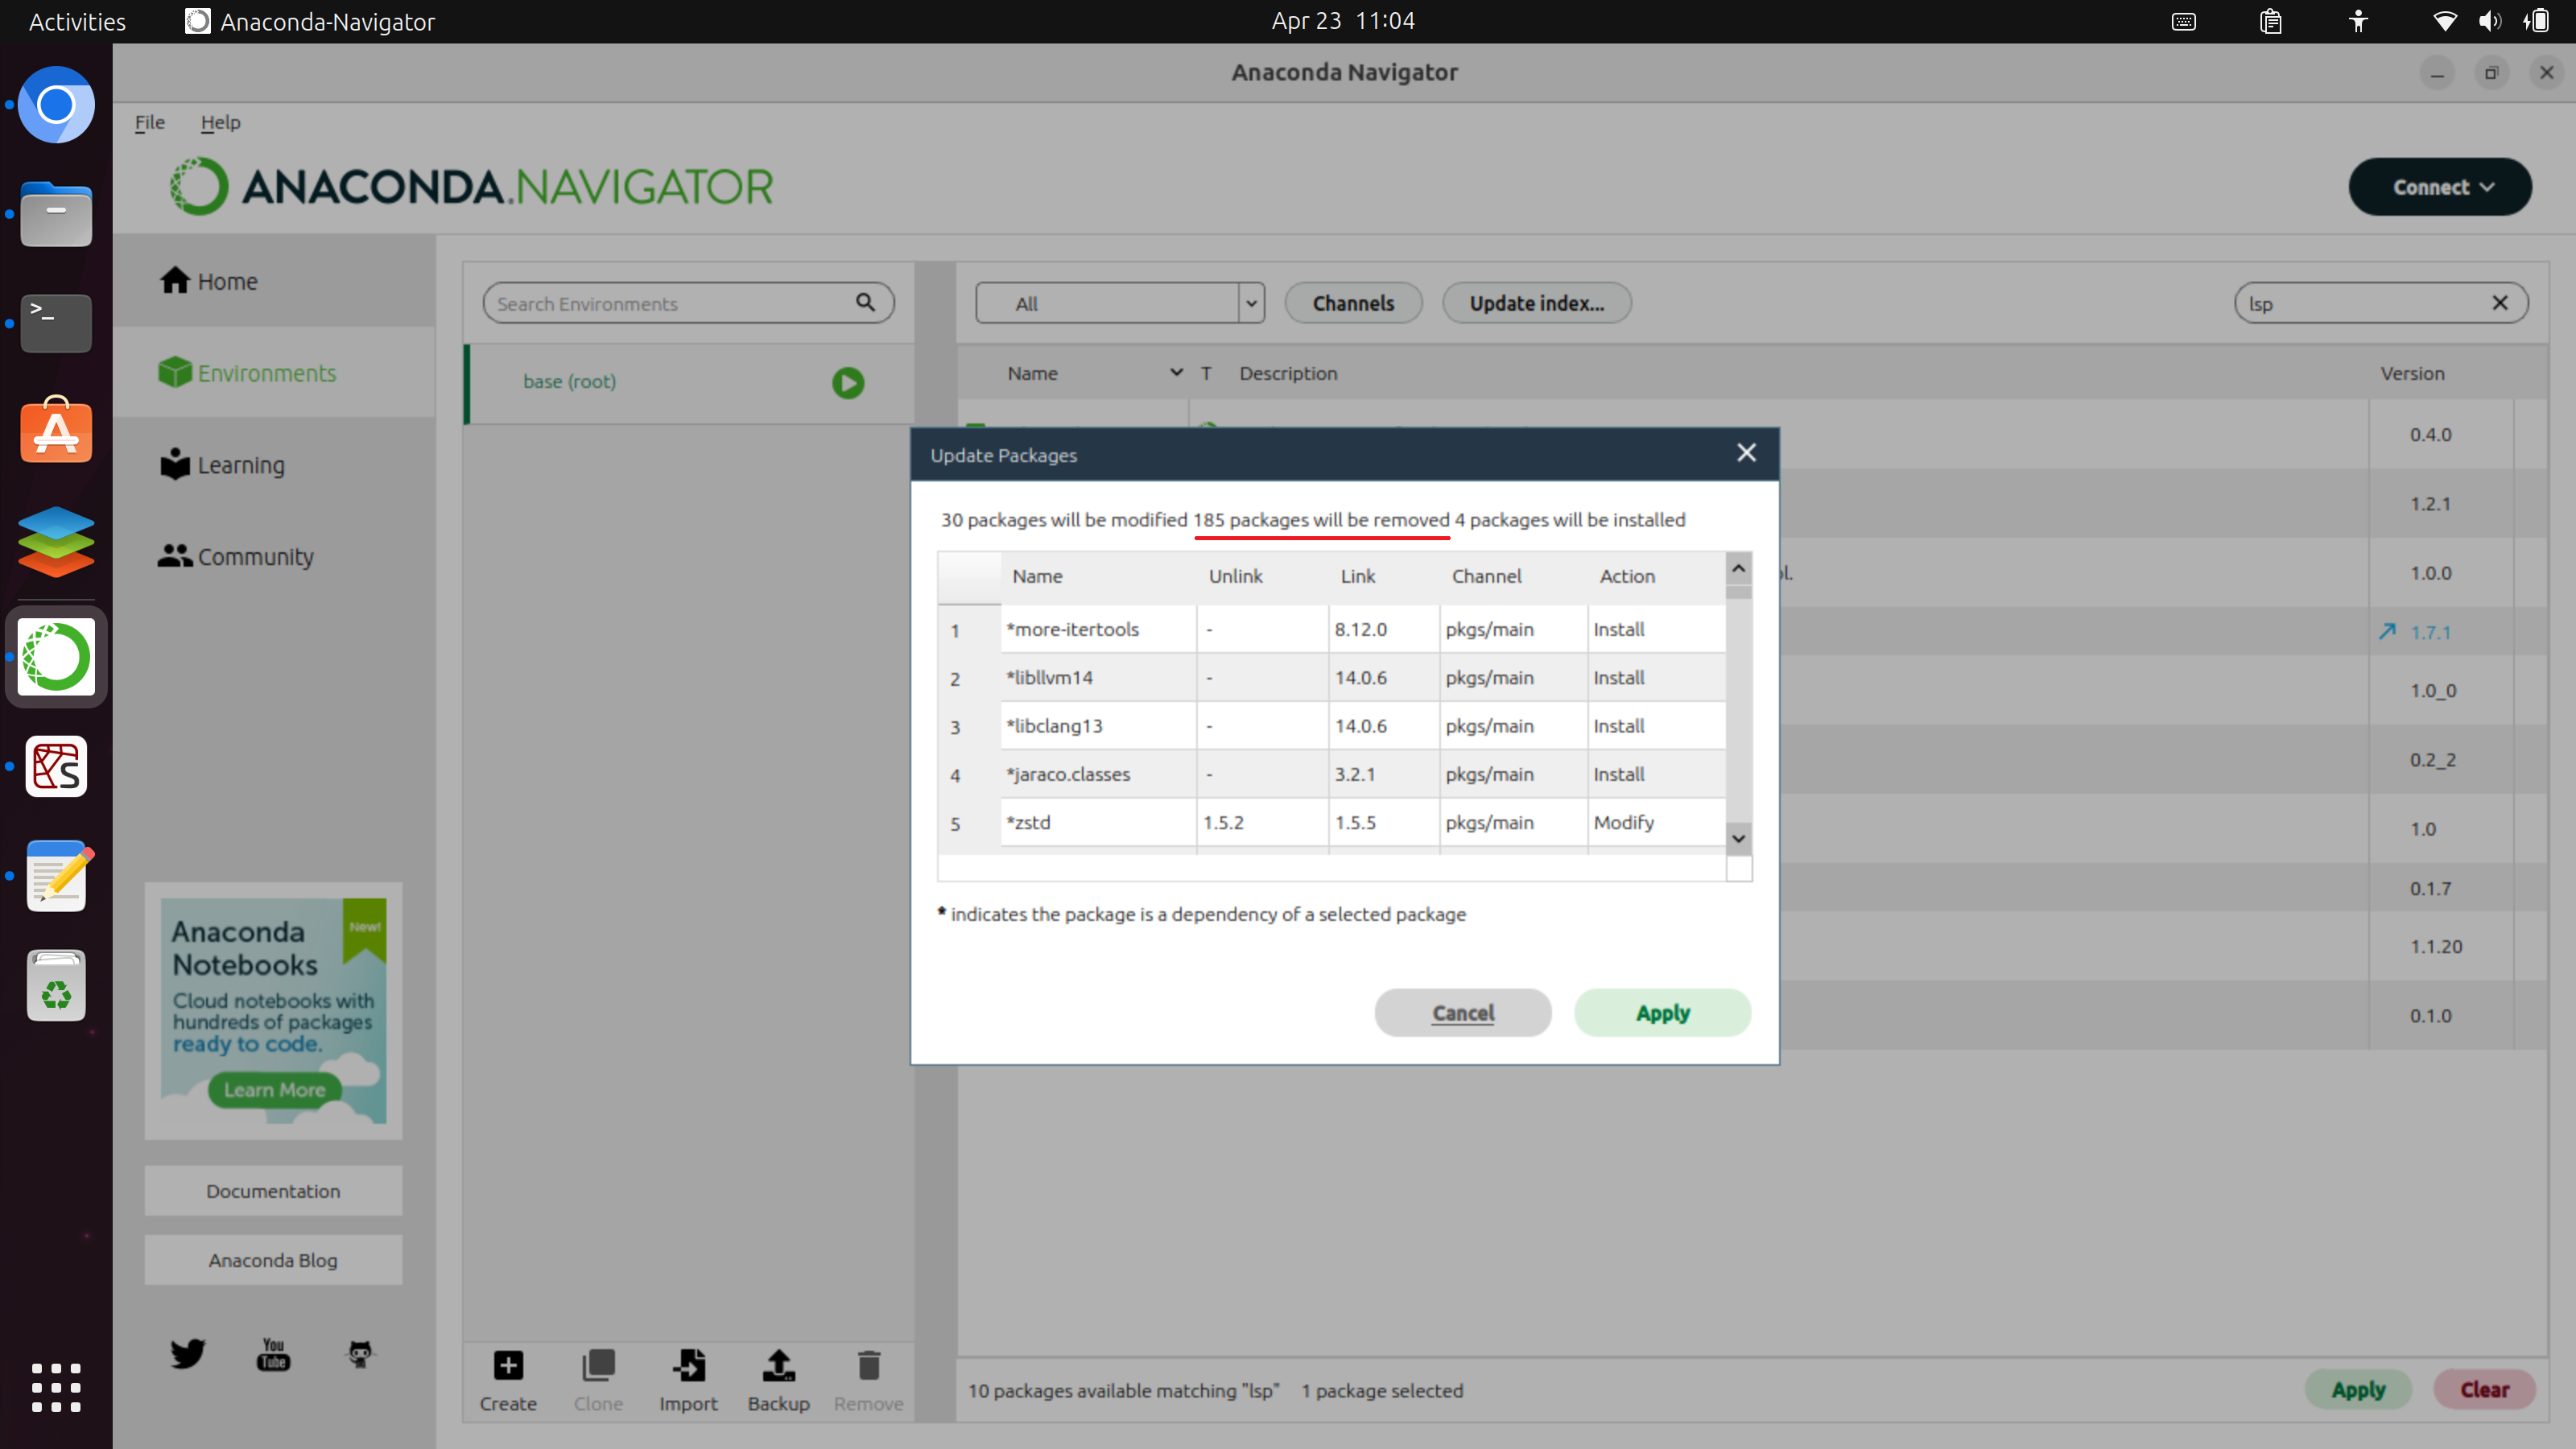 Activities
Anaconda-Navigator
Apr 23 11:04
Anaconda Navigator
File Help
ANACONDA.NAVIGATOR
Connect
Home
Environments
Learning
Community
Anaconda
Notebooks
New!
Cloud notebooks with
hundreds of packages
ready to code.
Learn More
Documentation
Anaconda Blog
You
Tube
Search Environments
base (root)
Create Clone Import Backup Remove
All Channels Update index... lsp
Name T Description Version
0.4.0
1.2.1
ol. 1.0.0
1.7.1
1.0_0
0.2_2
1.0
0.1.7
1.1.20
0.1.0
Update Packages
30 packages will be modified 185 packages will be removed 4 packages will be installed
Name Unlink Link Channel Action
1 *more-itertools - 8.12.0 pkgs/main Install
2 *libllvm14 - 14.0.6 pkgs/main Install
3 *libclang13 - 14.0.6 pkgs/main Install
4 *jaraco.classes - 3.2.1 pkgs/main Install
5 *zstd 1.5.2 1.5.5 pkgs/main Modify
* indicates the package is a dependency of a selected package
Cancel Apply
10 packages available matching "lsp" 1 package selected
Apply Clear